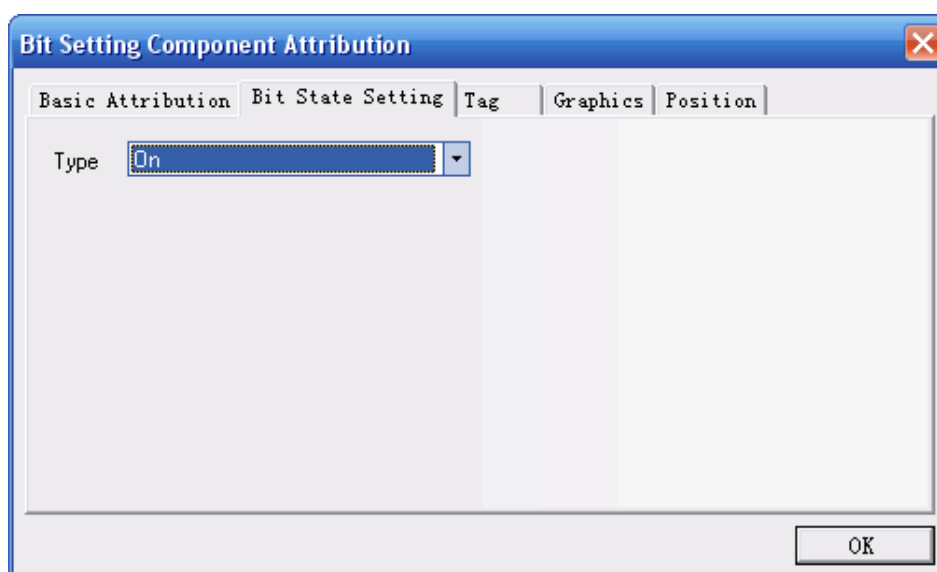 Bit Setting Component Attribution
Basic Attribution Bit State Setting Tag Graphics Position
Type On
OK